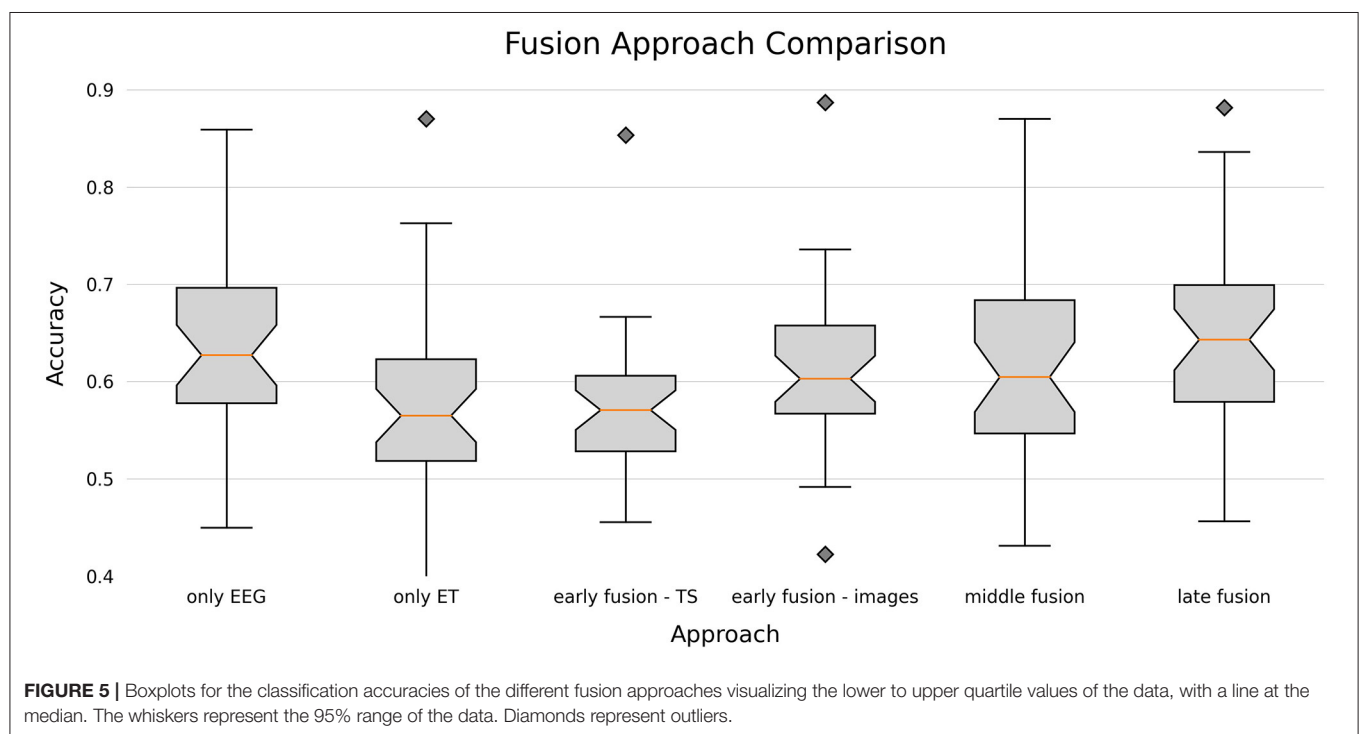 Fusion Approach Comparison
0.9
0.8
0.7
0.6
0.5
0.4
Accuracy
only EEG
only ET
early fusion - TS
early fusion - images
middle fusion
late fusion
Approach
FIGURE 5 | Boxplots for the classification accuracies of the different fusion approaches visualizing the lower to upper quartile values of the data, with a line at the
median. The whiskers represent the 95% range of the data. Diamonds represent outliers.